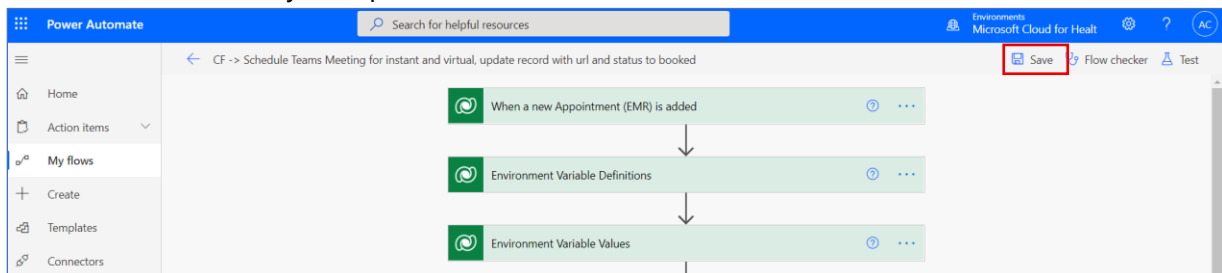 Power Automate
Search for helpful resources
Environments
Microsoft Cloud for Healt
?
AC
CF -> Schedule Teams Meeting for instant and virtual, update record with url and status to booked
Save
Flow checker
Test
Home
Action items
My flows
Create
Templates
Connectors
When a new Appointment (EMR) is added
Environment Variable Definitions
Environment Variable Values